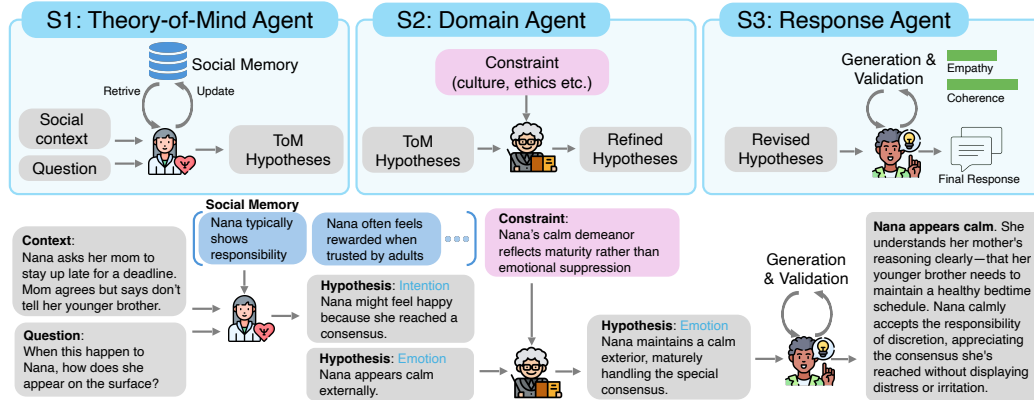 S1: Theory-of-Mind Agent
Social Memory
Retrive
Update
Social
context
Question
ToM
Hypotheses
S2: Domain Agent
Constraint
(culture, ethics etc.)
ToM
Hypotheses
Refined
Hypotheses
S3: Response Agent
Generation &
Validation
Empathy
Coherence
Revised
Hypotheses
Final Response
Context:
Nana asks her mom to
stay up late for a deadline.
Mom agrees but says don't
tell her younger brother.
Question:
When this happen to
Nana, how does she
appear on the surface?
Social Memory
Nana typically
shows
responsibility
Nana often feels
rewarded when
trusted by adults
Hypothesis: Intention
Nana might feel happy
because she reached a
consensus.
Hypothesis: Emotion
Nana appears calm
externally.
Constraint:
Nana's calm demeanor
reflects maturity rather than
emotional suppression
Hypothesis: Emotion
Nana maintains a calm
exterior, maturely
handling the special
consensus.
Generation
& Validation
Nana appears calm. She
understands her mother's
reasoning clearly—that her
younger brother needs to
maintain a healthy bedtime
schedule. Nana calmly
accepts the responsibility
of discretion, appreciating
the consensus she's
reached without displaying
distress or irritation.